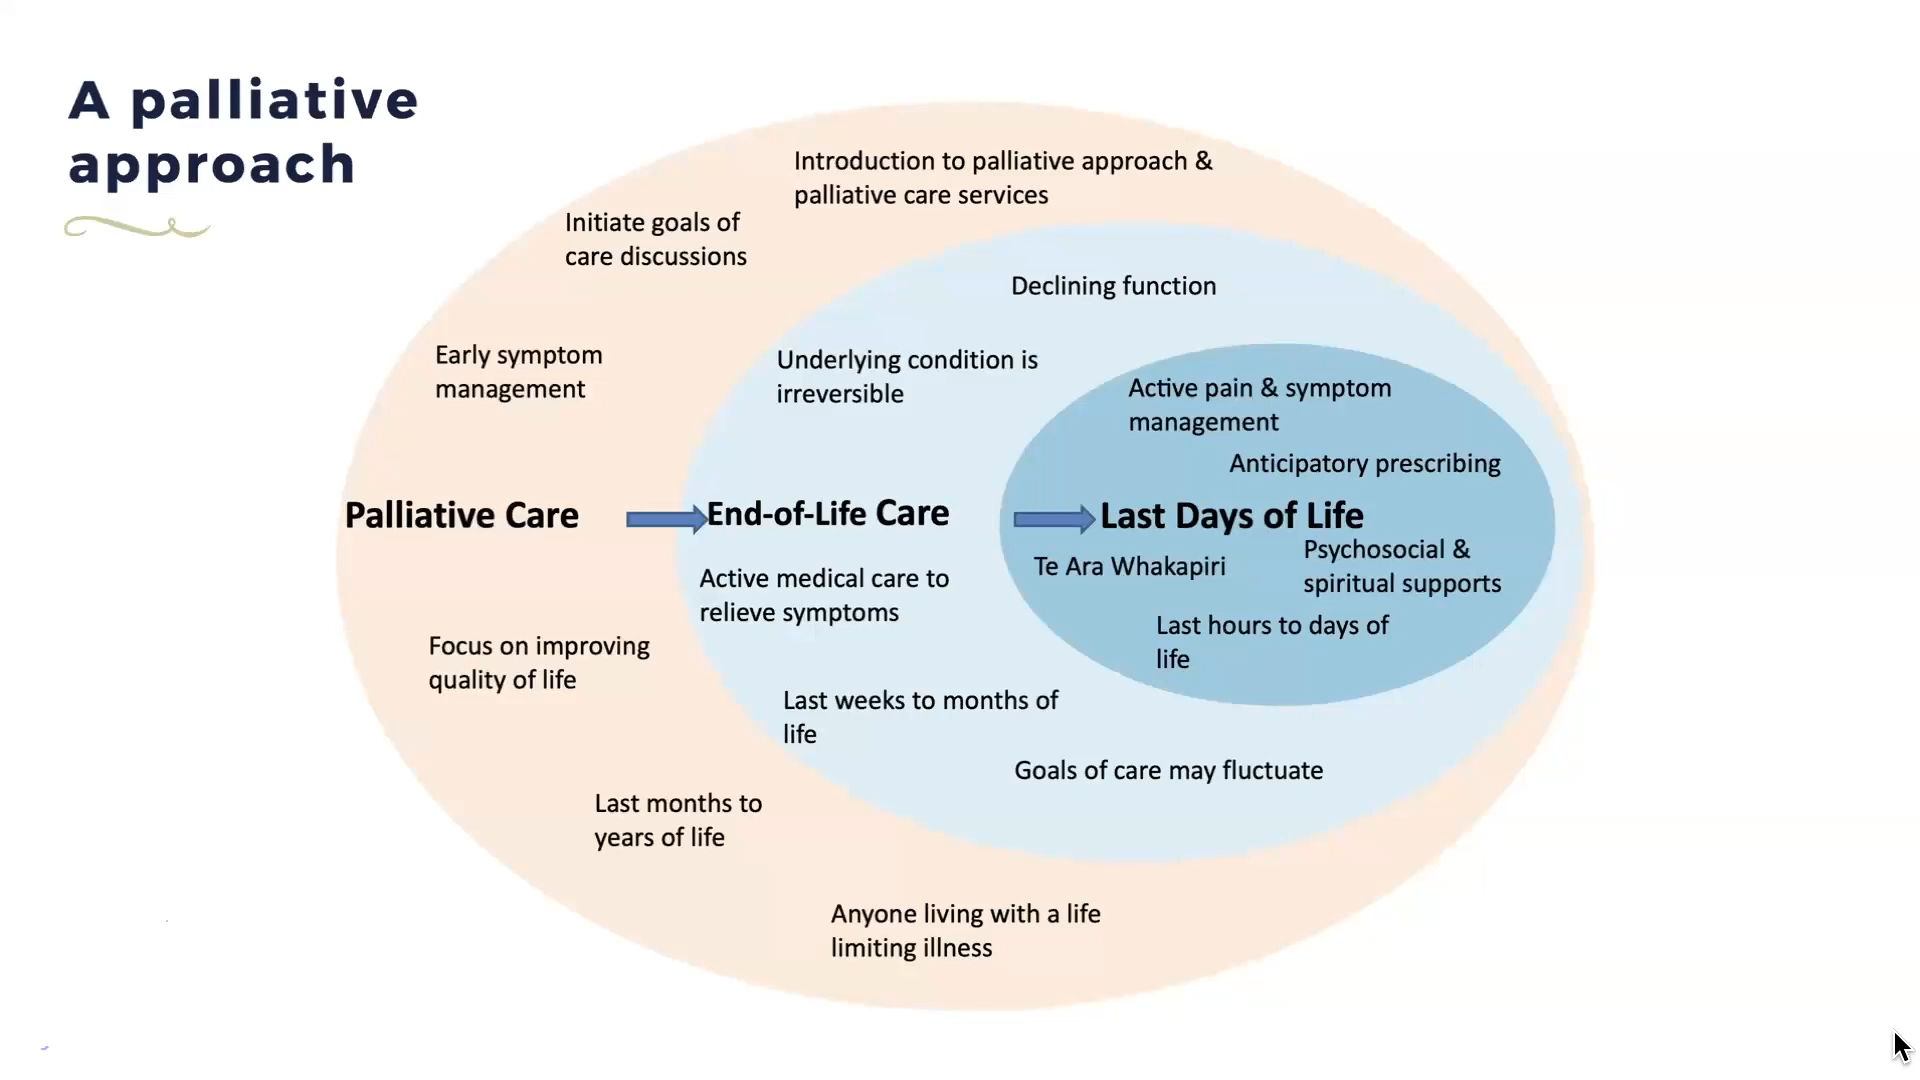 A palliative
approach
Introduction to palliative approach &
palliative care services
Initiate goals of
care discussions
Declining function
Early symptom
management
Underlying condition is
irreversible
Active pain & symptom
management
Anticipatory prescribing
Palliative Care
End-of-Life Care
Last Days of Life
Te Ara Whakapiri
Psychosocial &
spiritual supports
Active medical care to
relieve symptoms
Last hours to days of
life
Focus on improving
quality of life
Last weeks to months of
life
Goals of care may fluctuate
Last months to
years of life
Anyone living with a life
limiting illness